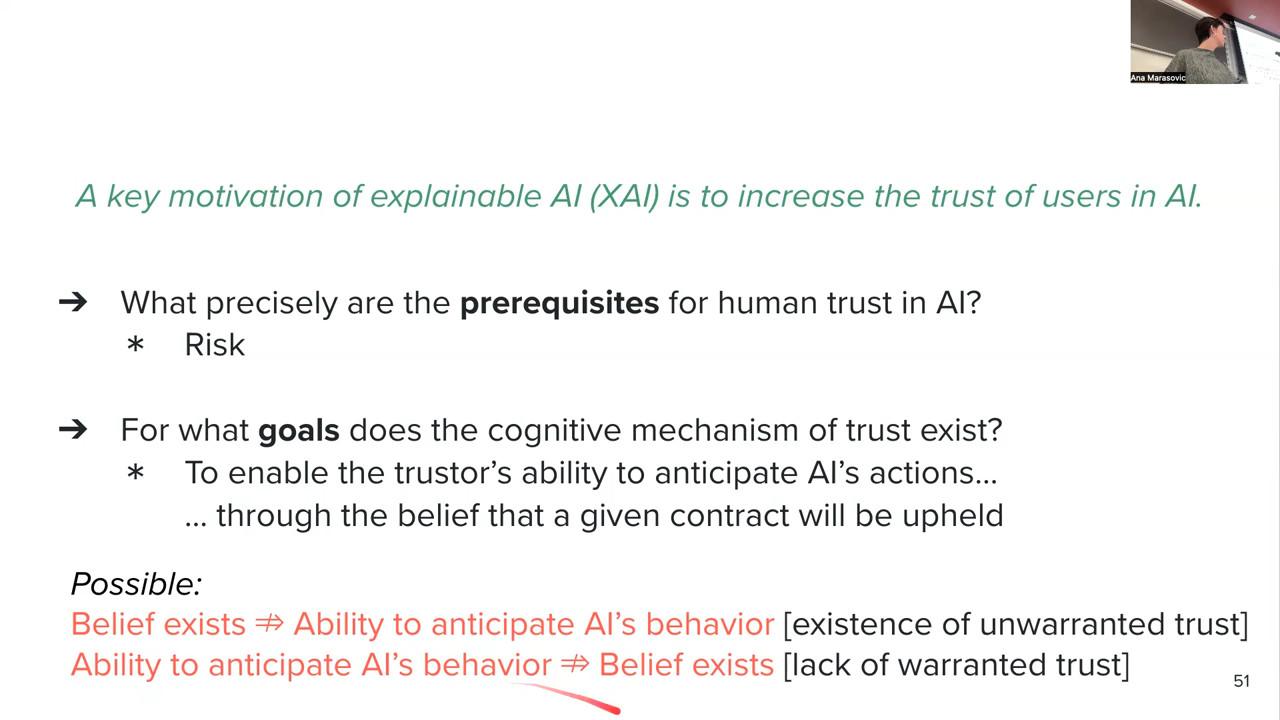 Ana Marasovic
A key motivation of explainable AI (XAI) is to increase the trust of users in AI.
➔ What precisely are the prerequisites for human trust in AI?
* Risk
➔ For what goals does the cognitive mechanism of trust exist?
* To enable the trustor’s ability to anticipate AI’s actions…
… through the belief that a given contract will be upheld
Possible:
Belief exists ⇏ Ability to anticipate AI’s behavior [existence of unwarranted trust]
Ability to anticipate AI’s behavior ⇏ Belief exists [lack of warranted trust]
51